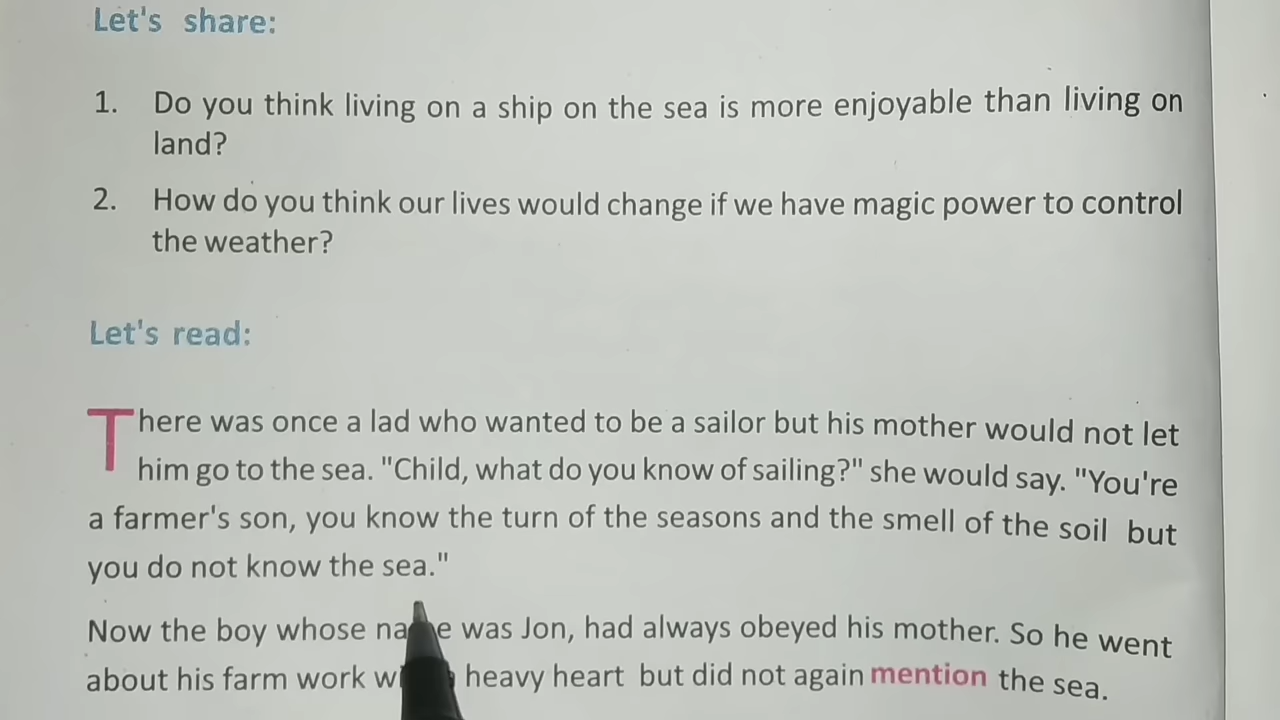 Let's share:
1. Do you think living on a ship on the sea is more enjoyable than living on
land?
2. How do you think our lives would change if we have magic power to control
the weather?
Let's read:
There was once a lad who wanted to be a sailor but his mother would not let
him go to the sea. "Child, what do you know of sailing?" she would say. "You're
a farmer's son, you know the turn of the seasons and the smell of the soil but
you do not know the sea."
Now the boy whose was Jon, had always obeyed his mother. So he went
about his farm work heavy heart but did not again mention the sea.